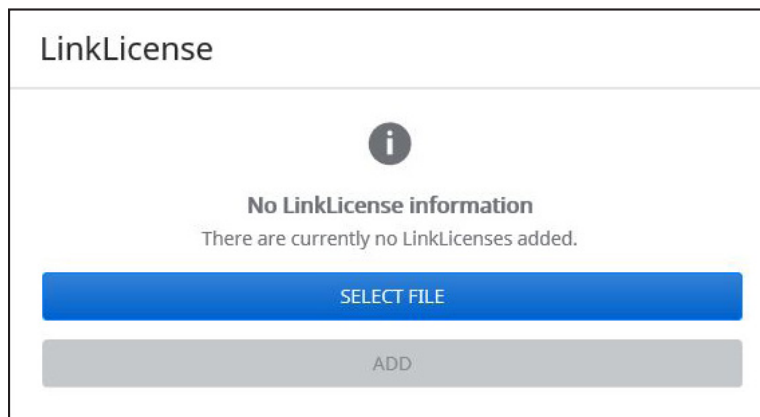 LinkLicense
No LinkLicense information
There are currently no LinkLicenses added.
SELECT FILE
ADD